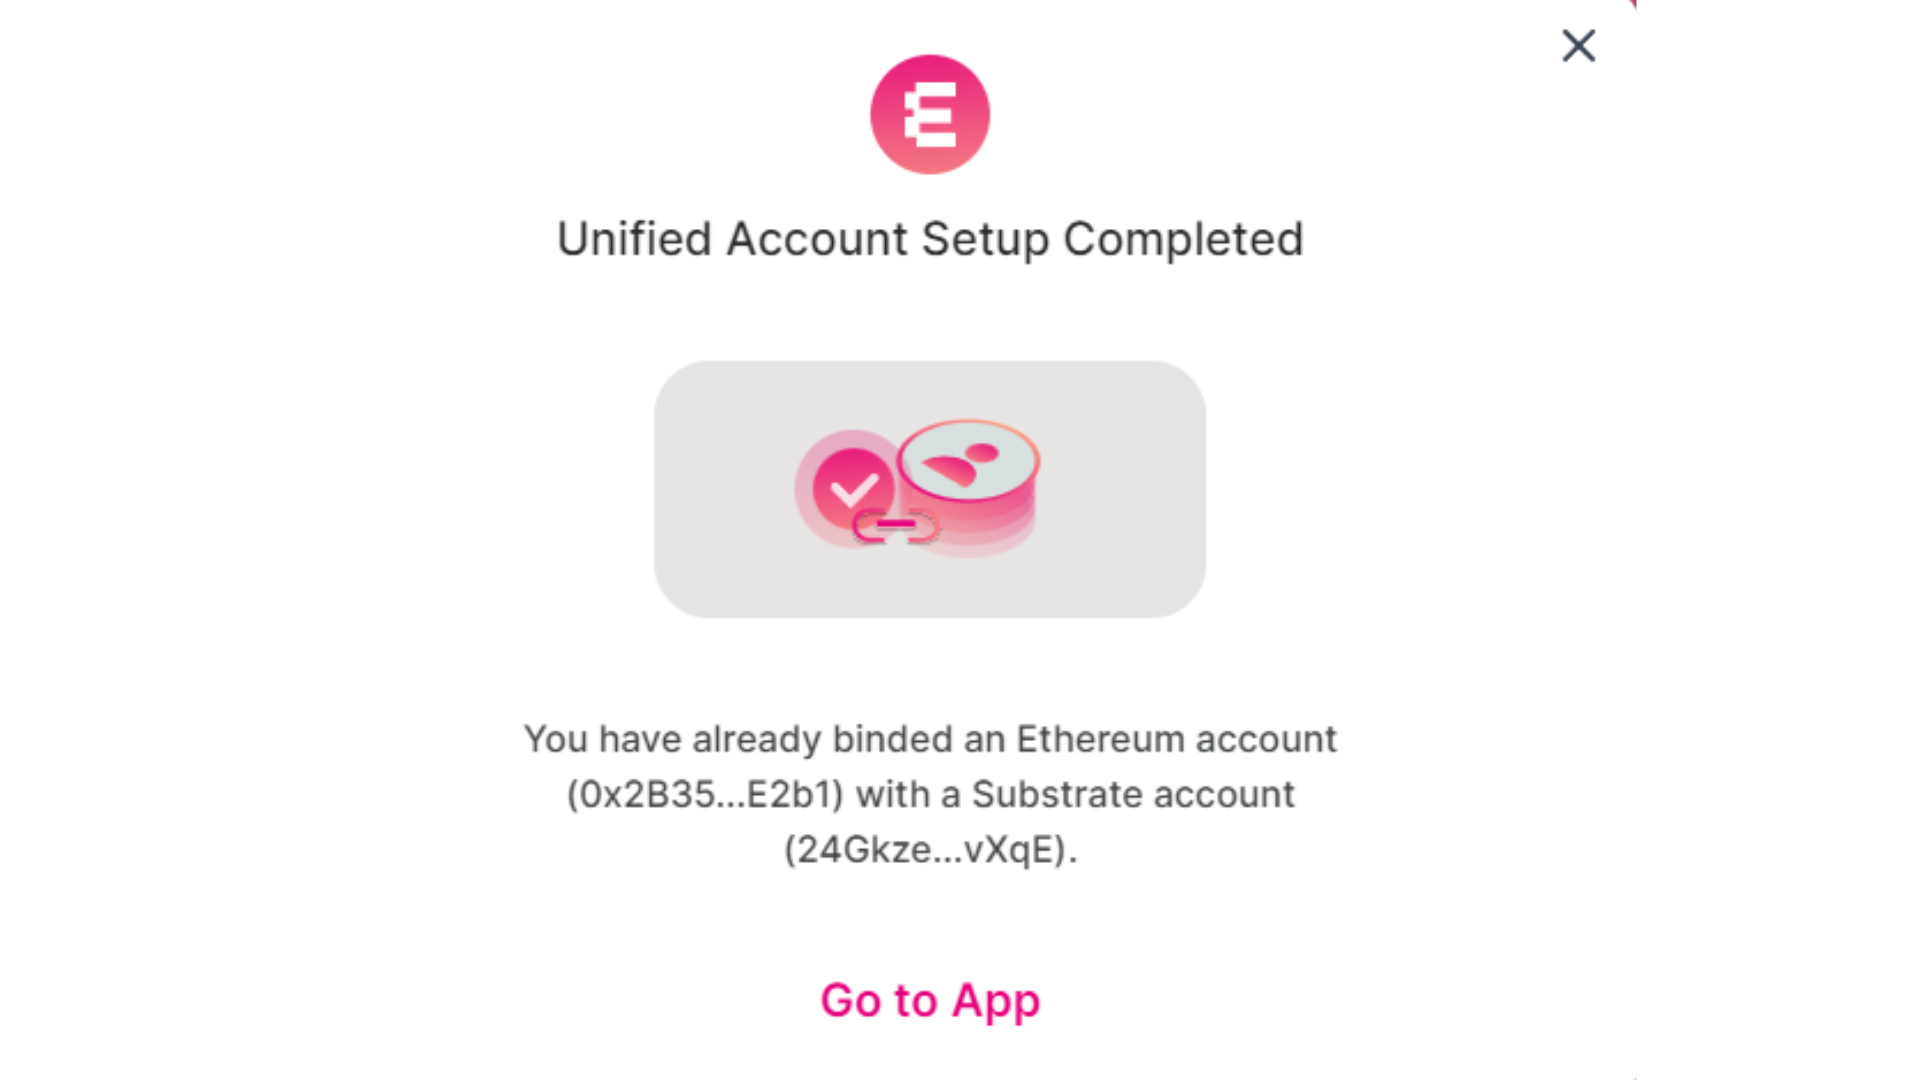 Unified Account Setup Completed
You have already binded an Ethereum account
(0x2B35...E2b1) with a Substrate account
(24Gkze...vXqE).
Go to App